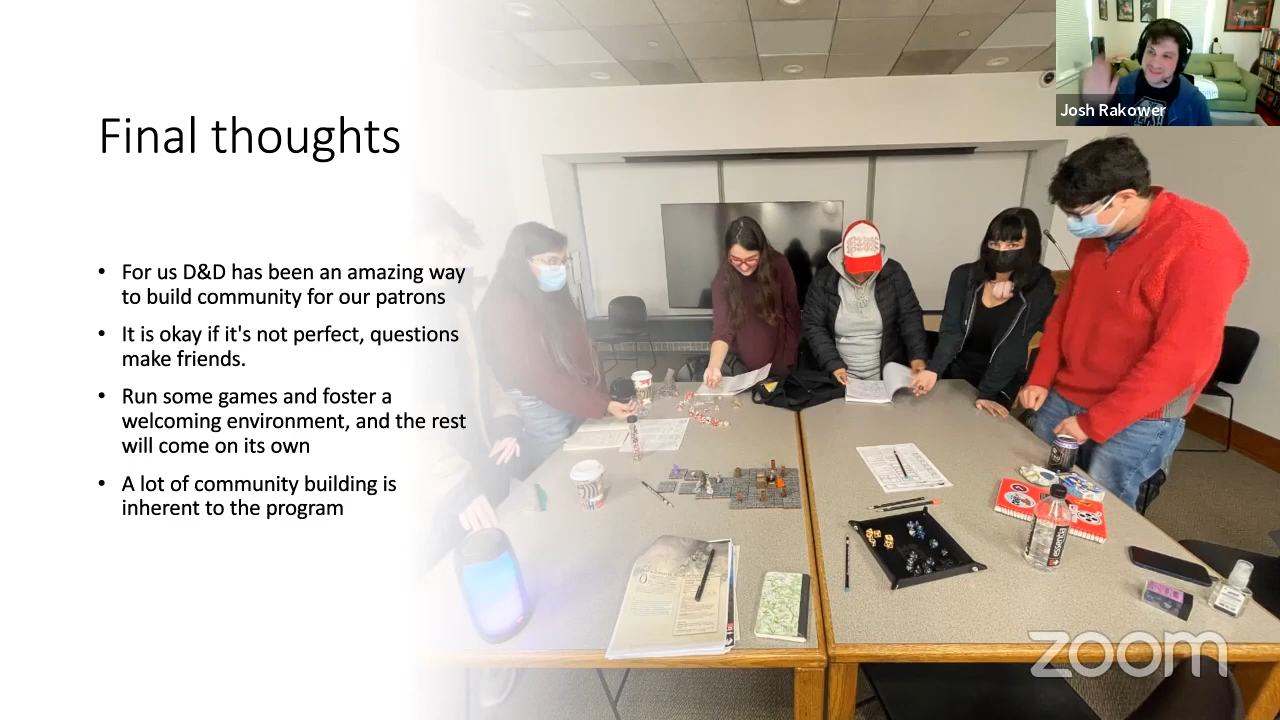 Final thoughts
• For us D&D has been an amazing way
to build community for our patrons
• It is okay if it's not perfect, questions
make friends.
• Run some games and foster a
welcoming environment, and the rest
will come on its own
• A lot of community building is
inherent to the program
Josh Rakower
essentia
zoom